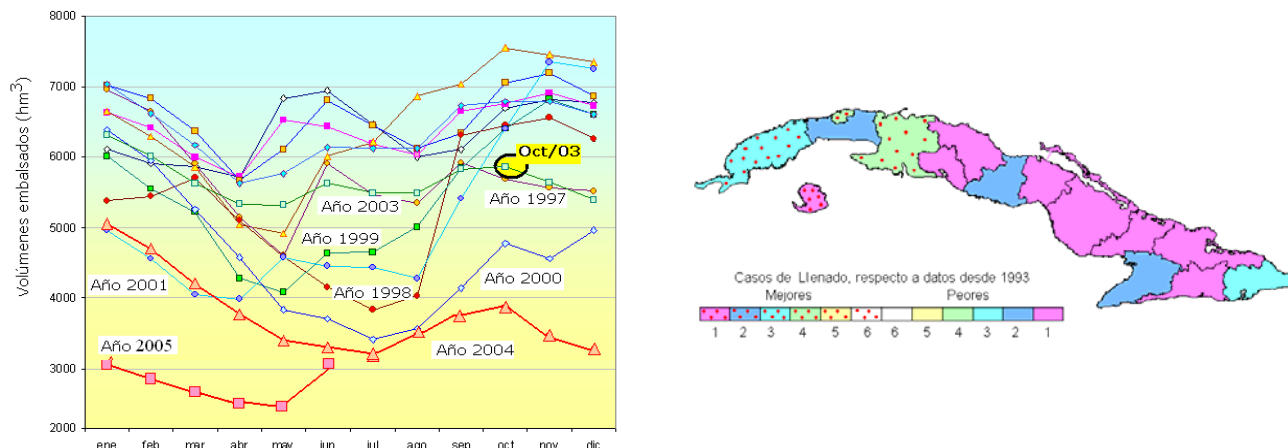 8000
7000
6000
5000
4000
3000
2000
Volúmenes embalsados (hm³)
Oct/03
Año 2003
Año 1997
Año 1999
Año 2001
Año 1998
Año 2000
Año 2005
Año 2004
ene feb mar abr may jun jul ago sep oct nov dic
Casos de Llenado, respecto a datos desde 1993
Mejores Peores
1 2 3 4 5 6 6 5 4 3 2 1